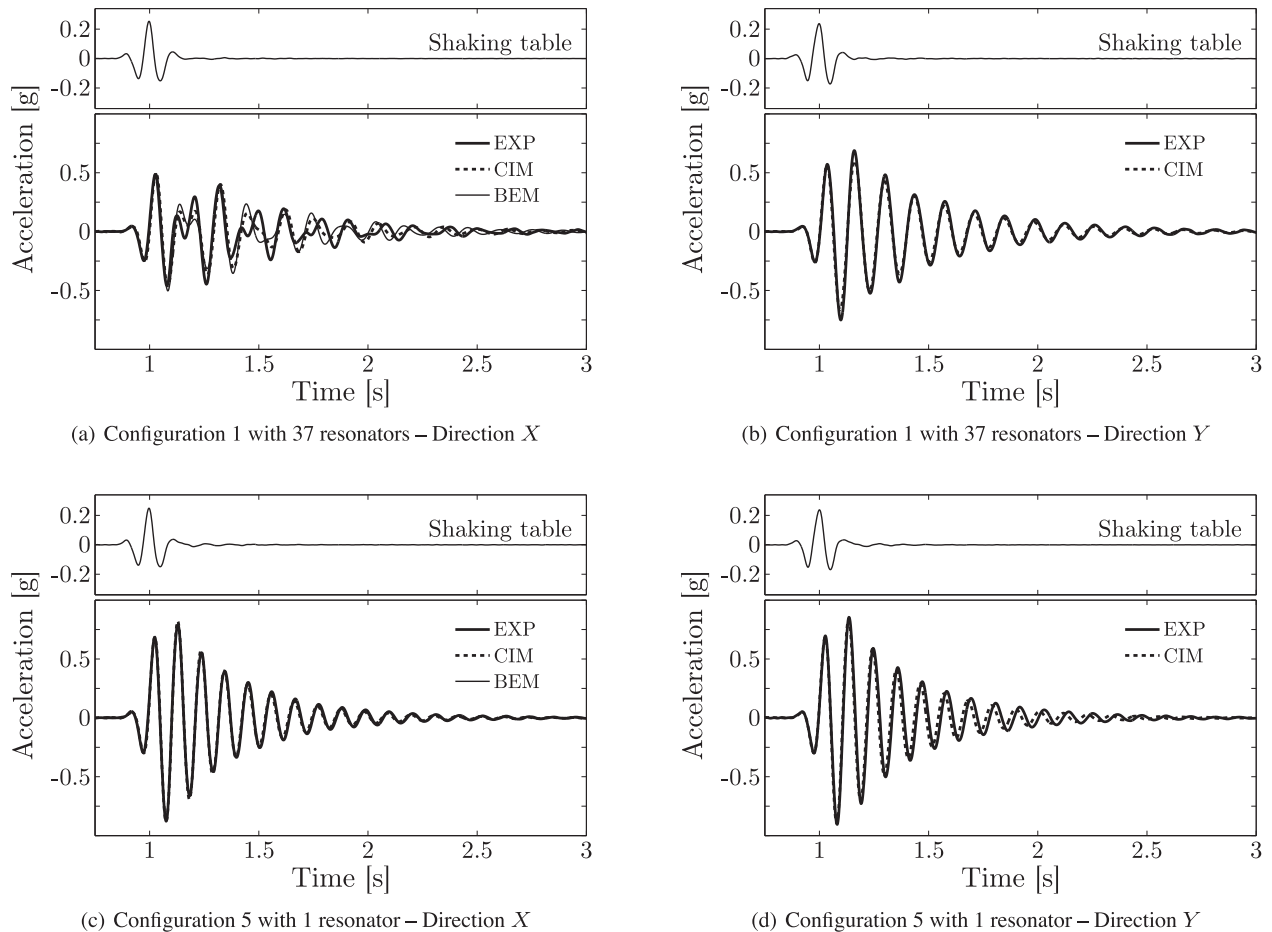 0.2
0
-0.2
Shaking table
Acceleration [g]
0.5
0
-0.5
EXP
CIM
BEM
1 1.5 2 2.5 3
Time [s]
(a) Configuration 1 with 37 resonators – Direction X
0.2
0
-0.2
Shaking table
Acceleration [g]
0.5
0
-0.5
EXP
CIM
1 1.5 2 2.5 3
Time [s]
(b) Configuration 1 with 37 resonators – Direction Y
0.2
0
-0.2
Shaking table
Acceleration [g]
0.5
0
-0.5
EXP
CIM
BEM
1 1.5 2 2.5 3
Time [s]
(c) Configuration 5 with 1 resonator – Direction X
0.2
0
-0.2
Shaking table
Acceleration [g]
0.5
0
-0.5
EXP
CIM
1 1.5 2 2.5 3
Time [s]
(d) Configuration 5 with 1 resonator – Direction Y